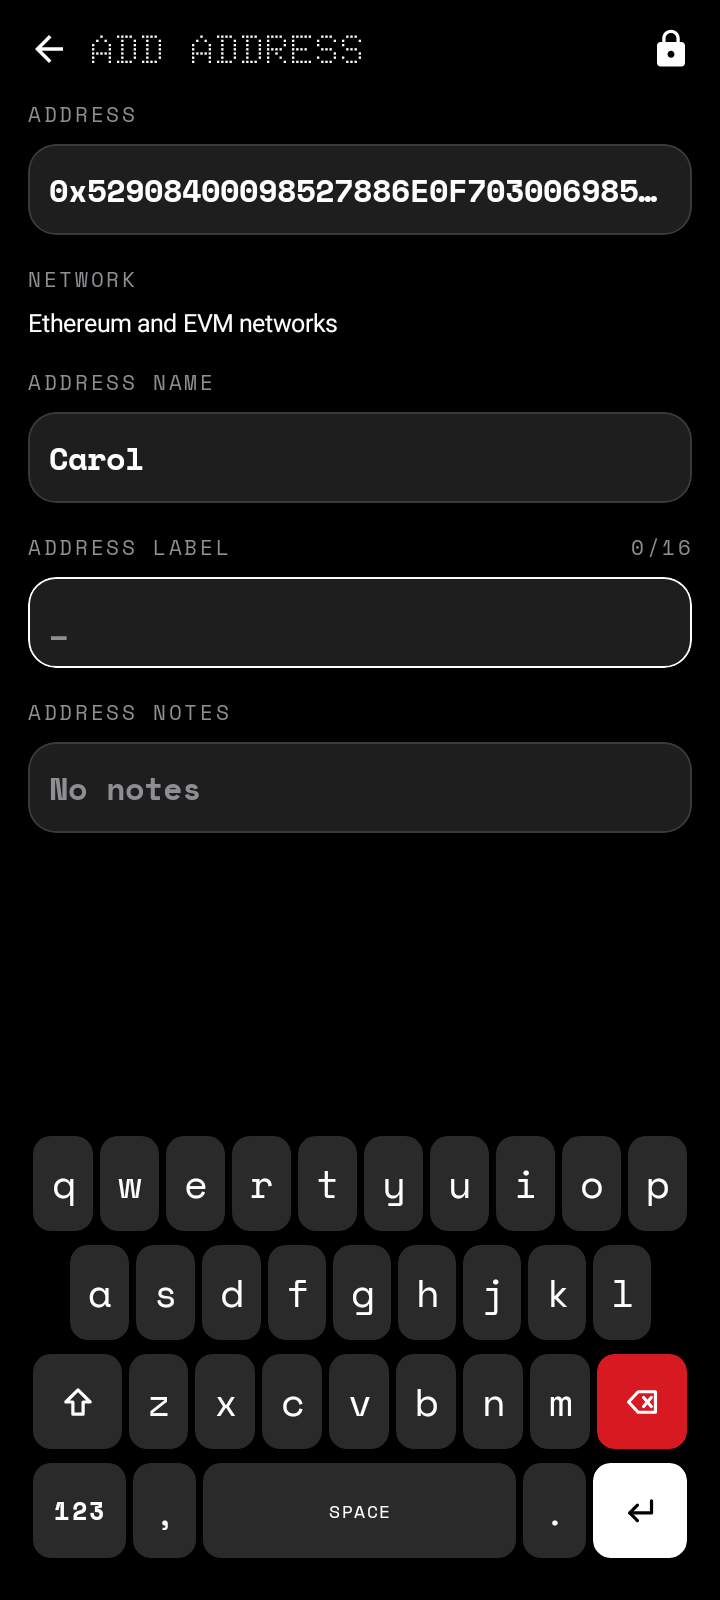 ADD ADDRESS
ADDRESS
0x52908400098527886E0F703006985…
NETWORK
Ethereum and EVM networks
ADDRESS NAME
Carol
ADDRESS LABEL 0/16
_
ADDRESS NOTES
No notes
q w e r t y u i o p
a s d f g h j k l
z x c v b n m
123 , SPACE .